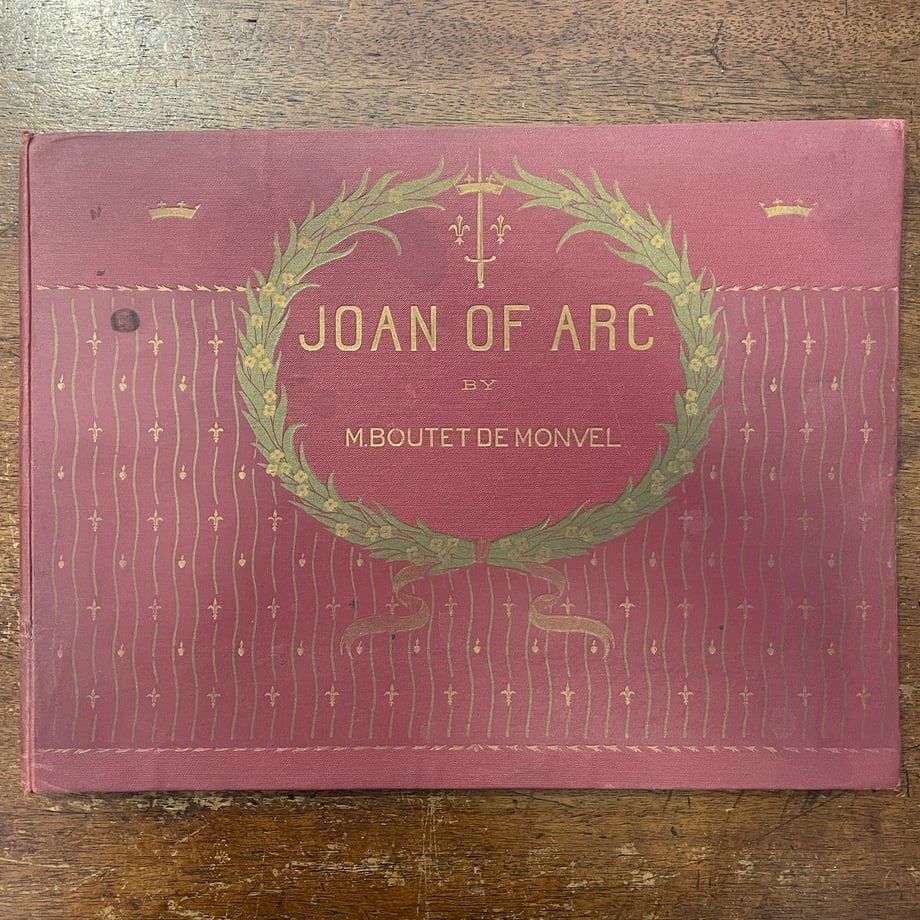 JOAN OF ARC
BY
M. BOUTET DE MONVEL